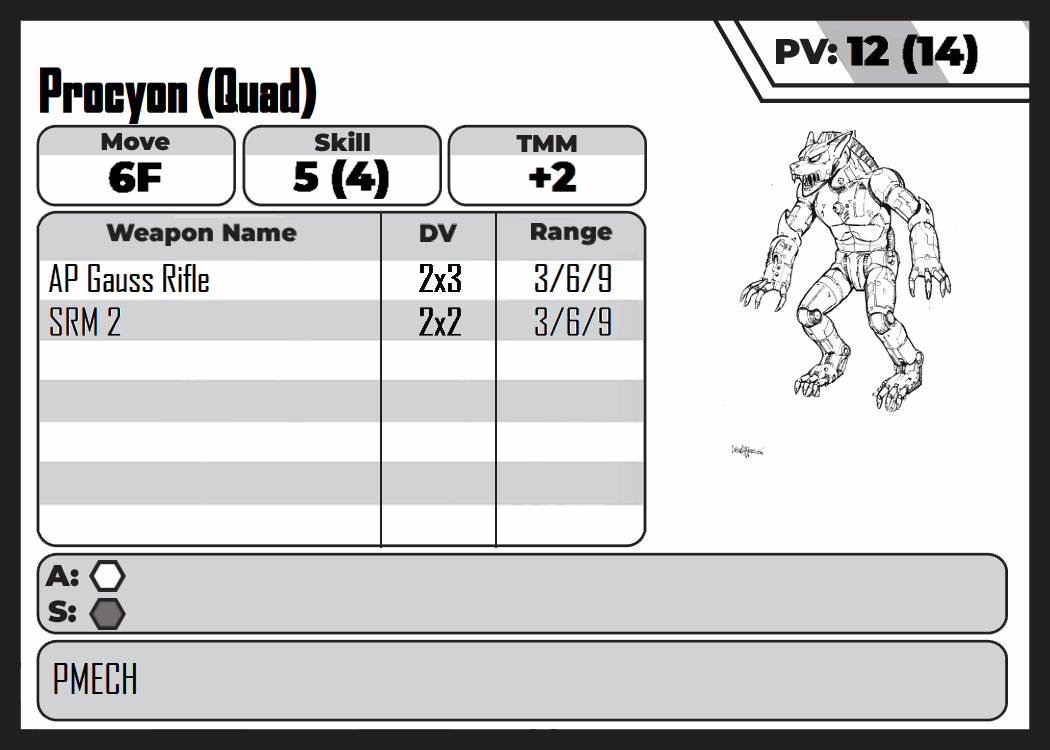 PV: 12 (14)
Procyon (Quad)
Move Skill TMM
6F 5 (4) +2
Weapon Name DV Range
AP Gauss Rifle 2x3 3/6/9
SRM 2 2x2 3/6/9
A:
S:
PMECH